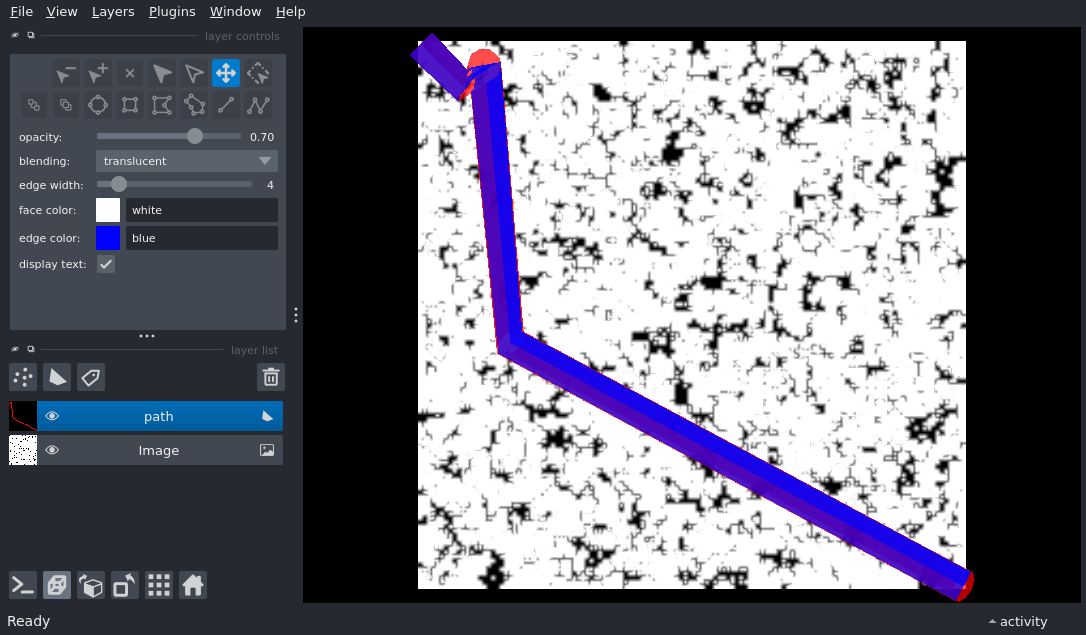 File View Layers Plugins Window Help
layer controls
opacity: 0.70
blending: translucent
edge width: 4
face color: white
edge color: blue
display text:
layer list
path
Image
Ready activity